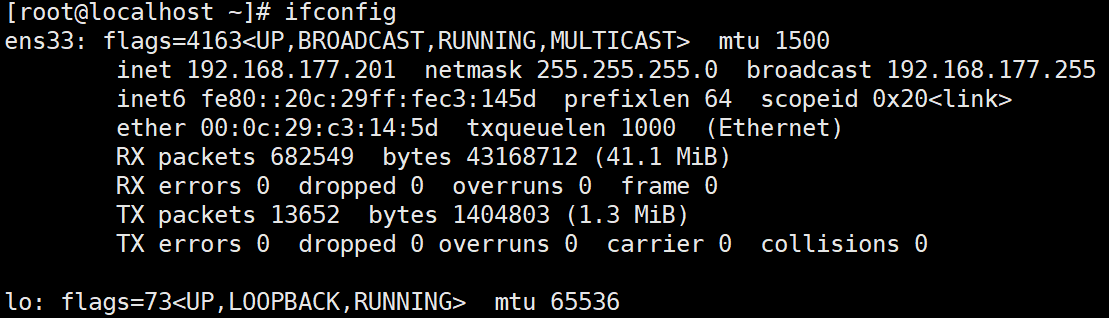 [root@localhost ~]# ifconfig
ens33: flags=4163<UP,BROADCAST,RUNNING,MULTICAST>  mtu 1500
        inet 192.168.177.201  netmask 255.255.255.0  broadcast 192.168.177.255
        inet6 fe80::20c:29ff:fec3:145d  prefixlen 64  scopeid 0x20<link>
        ether 00:0c:29:c3:14:5d  txqueuelen 1000  (Ethernet)
        RX packets 682549  bytes 43168712 (41.1 MiB)
        RX errors 0  dropped 0  overruns 0  frame 0
        TX packets 13652  bytes 1404803 (1.3 MiB)
        TX errors 0  dropped 0 overruns 0  carrier 0  collisions 0

lo: flags=73<UP,LOOPBACK,RUNNING>  mtu 65536